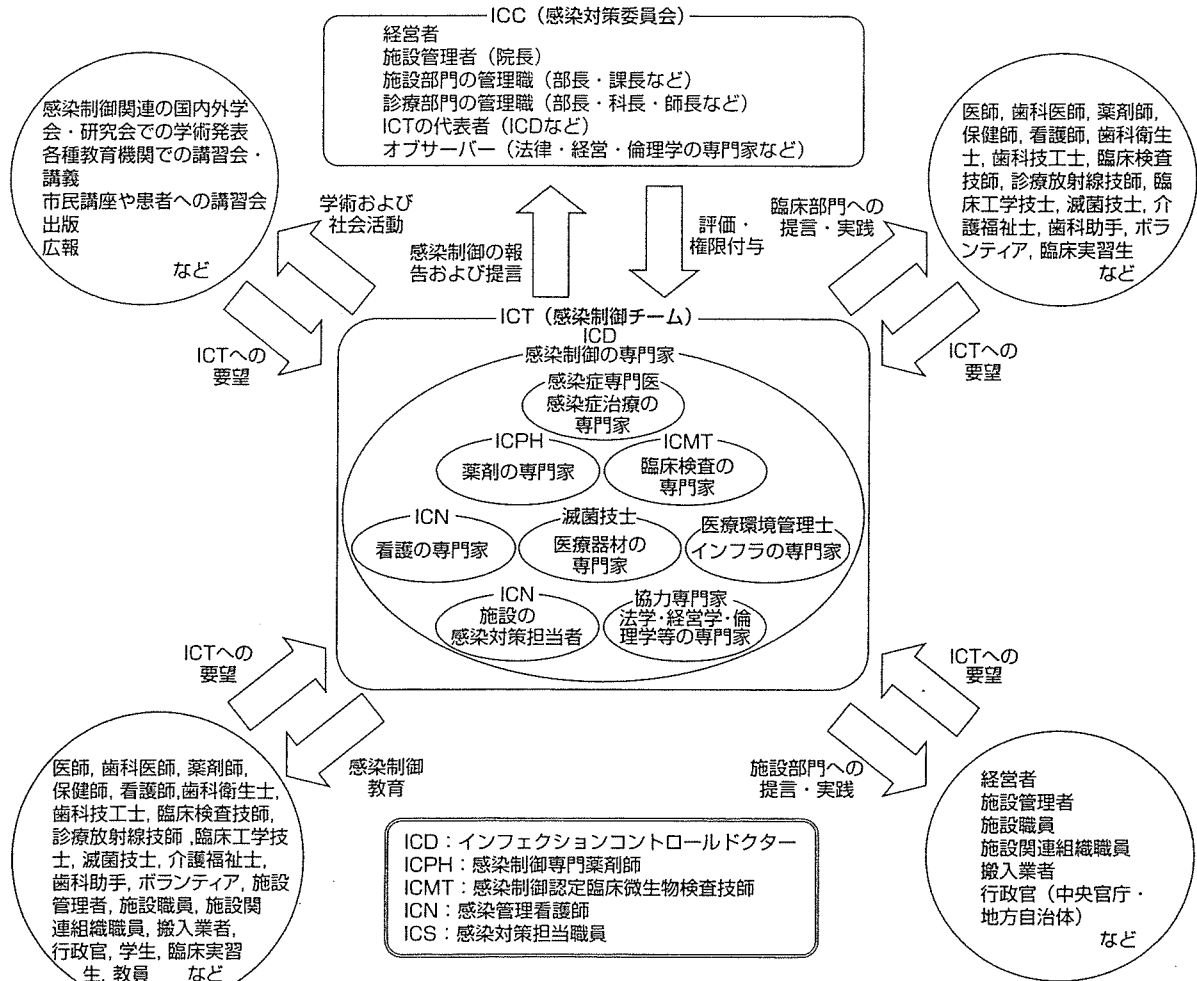 ICC（感染対策委員会）
経営者
施設管理者（院長）
施設部門の管理職（部長・課長など）
診療部門の管理職（部長・科長・師長など）
ICTの代表者（ICDなど）
オブサーバー（法律・経営・倫理学の専門家など）
感染制御関連の国内外学
会・研究会での学術発表
各種教育機関での講習会・
講義
市民講座や患者への講習会
出版
広報
など
医師, 歯科医師, 薬剤師,
保健師, 看護師, 歯科衛生
士, 歯科技工士, 臨床検査
技師, 診療放射線技師, 臨
床工学技士, 滅菌技士, 介
護福祉士, 歯科助手, ボラ
ンティア, 臨床実習生
など
学術および
社会活動
感染制御の報
告および提言
評価・
権限付与
臨床部門への
提言・実践
ICTへの
要望
ICTへの
要望
ICT（感染制御チーム）
ICD
感染制御の専門家
感染症専門医
感染症治療の
専門家
ICPH
薬剤の専門家
ICMT
臨床検査の
専門家
ICN
看護の専門家
滅菌技士
医療器材の
専門家
医療環境管理士
インフラの専門家
ICN
施設の
感染対策担当者
協力専門家
法学・経営学・倫
理学等の専門家
ICTへの
要望
ICTへの
要望
感染制御
教育
施設部門への
提言・実践
医師, 歯科医師, 薬剤師,
保健師, 看護師,歯科衛生士,
歯科技工士, 臨床検査技師,
診療放射線技師 ,臨床工学技
士, 滅菌技士, 介護福祉士,
歯科助手, ボランティア, 施設
管理者, 施設職員, 施設関
連組織職員, 搬入業者,
行政官, 学生, 臨床実習
生, 教員 など
ICD：インフェクションコントロールドクター
ICPH：感染制御専門薬剤師
ICMT：感染制御認定臨床微生物検査技師
ICN：感染管理看護師
ICS：感染対策担当職員
経営者
施設管理者
施設職員
施設関連組織職員
搬入業者
行政官（中央官庁・
地方自治体）
など